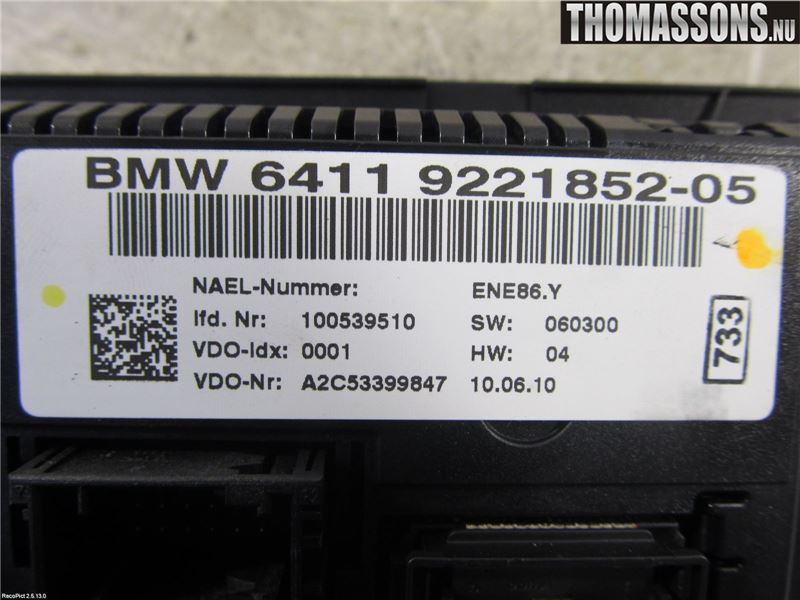 THOMASSONS.NU
BMW 6411 9221852-05
NAEL-Nummer: ENE86.Y
lfd. Nr: 100539510 SW: 060300
VDO-Idx: 0001 HW: 04
VDO-Nr: A2C53399847 10.06.10
733
RecoPict 2.5.13.0